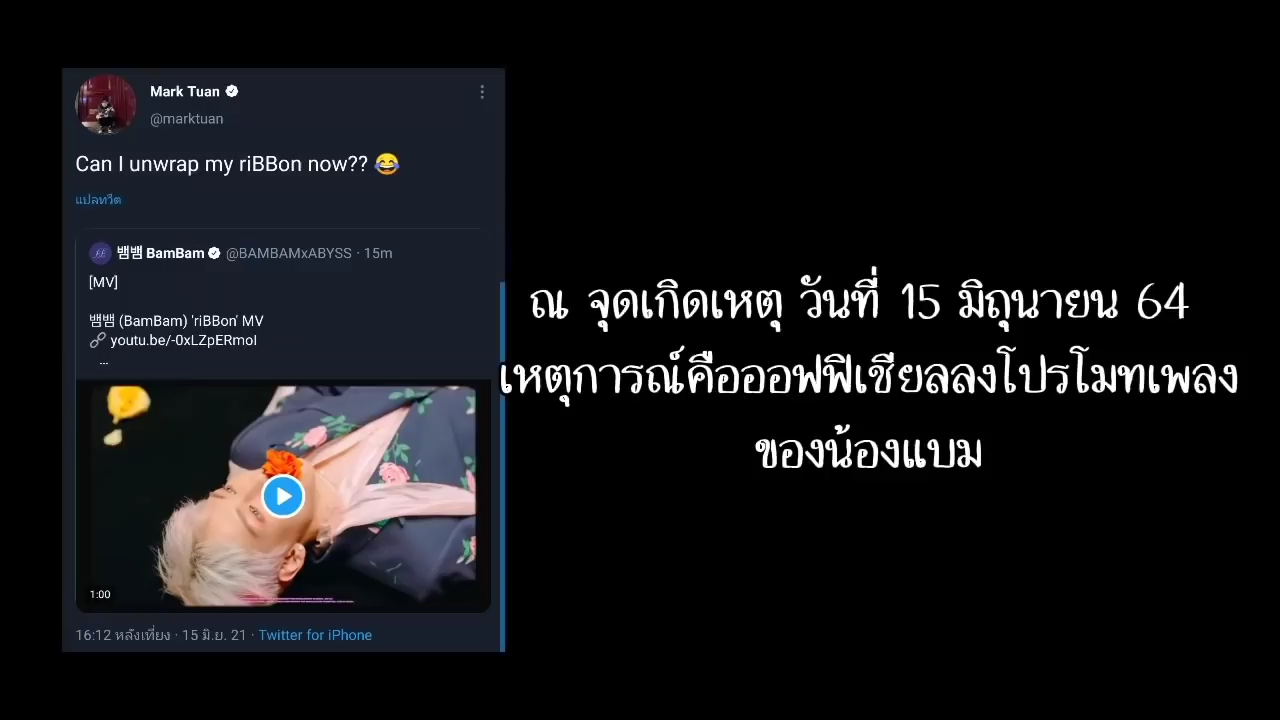 Mark Tuan
@marktuan
Can I unwrap my riBBon now?? 😂
แปลทวีต
뱀뱀 BamBam @BAMBAMxABYSS · 15m
[MV]
뱀뱀 (BamBam) 'riBBon' MV
🔗 youtu.be/-0xLZpERmoI
...
1:00
16:12 หลังเที่ยง · 15 มิ.ย. 21 · Twitter for iPhone
ณ จุดเกิดเหตุ วันที่ 15 มิถุนายน 64
เหตุการณ์คือออฟฟิเชียลลงโปรโมทเพลง
ของน้องแบม